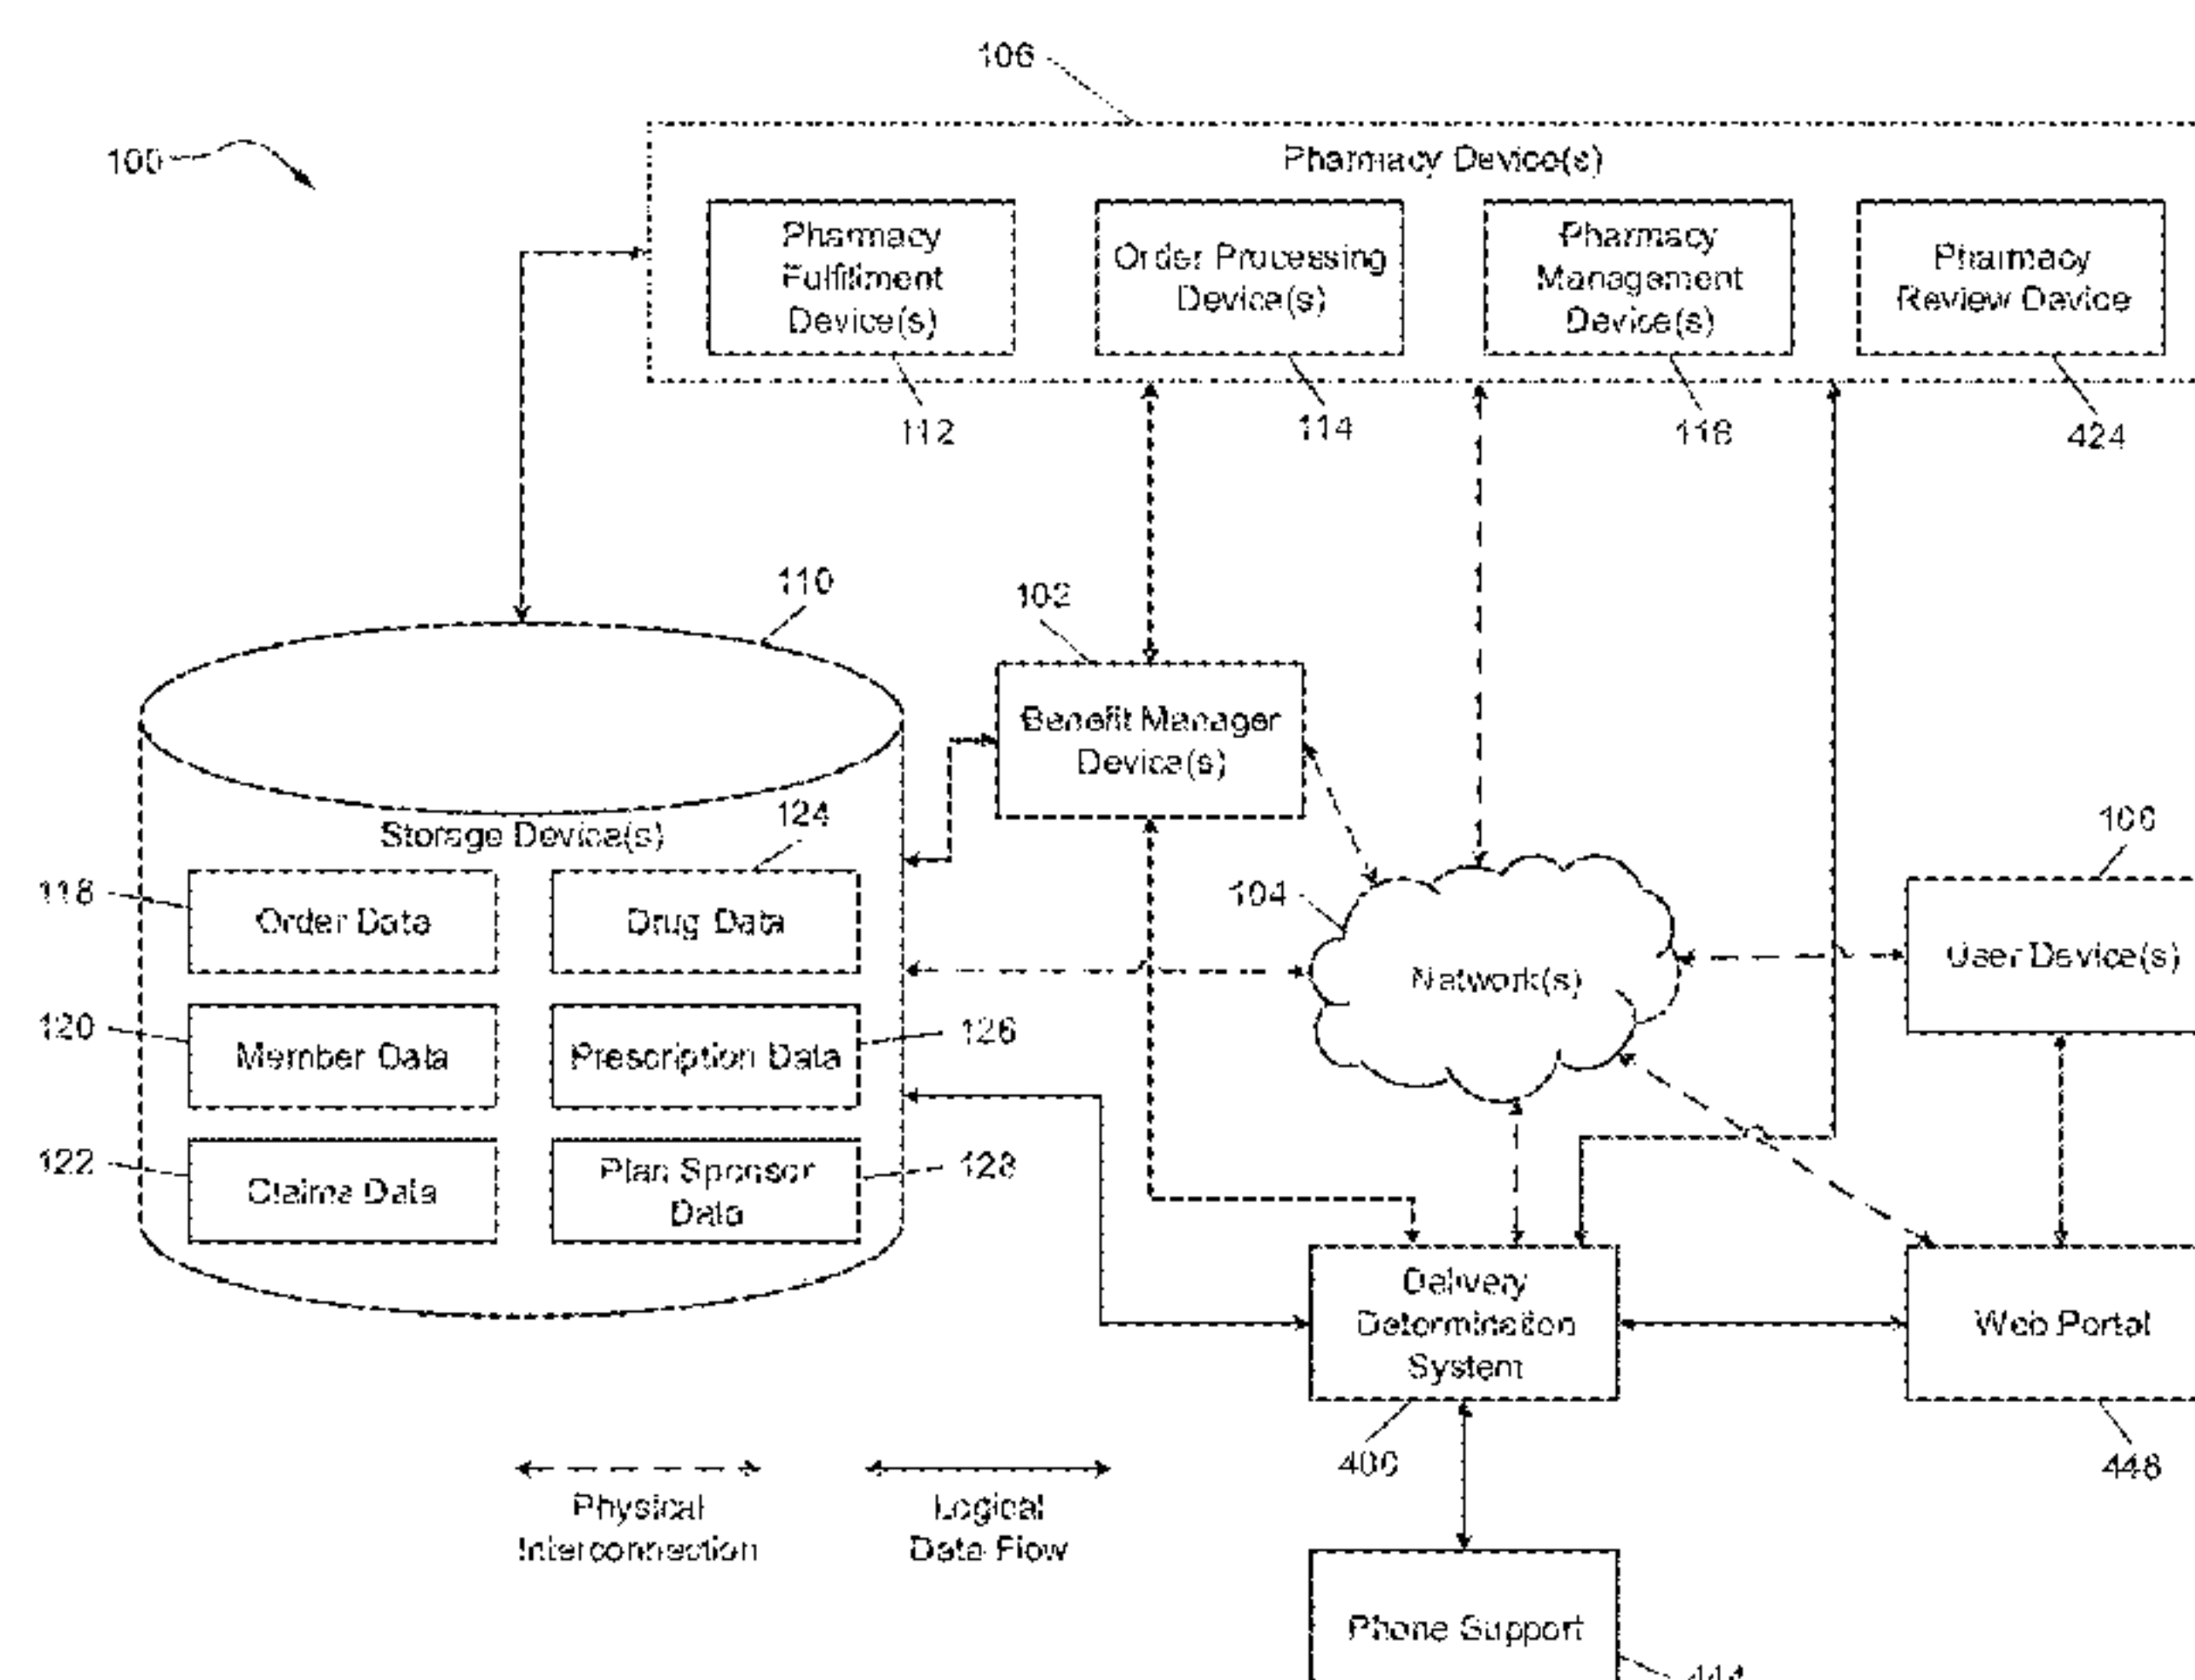 106
100
Pharmacy Device(s)
Pharmacy
Fulfillment
Device(s)
Order Processing
Device(s)
Pharmacy
Management
Device(s)
Pharmacy
Review Device
112
114
116
424
110
102
Benefit Manager
Device(s)
Storage Device(s)
124
118
Order Data
Drug Data
104
Network(s)
User Device(s)
120
Member Data
Prescription Data
126
122
Claims Data
Plan Sponsor
Data
128
Delivery
Determination
System
Web Portal
400
448
Physical
Interconnection
Logical
Data Flow
Phone Support